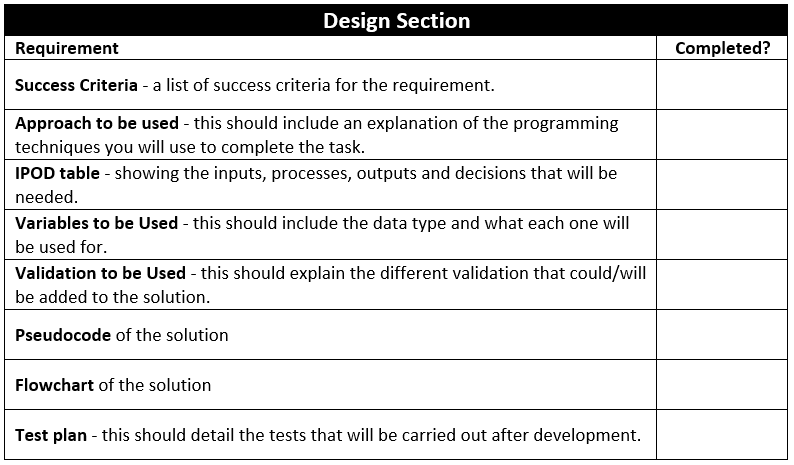 Design Section
Requirement Completed?
Success Criteria - a list of success criteria for the requirement.
Approach to be used - this should include an explanation of the programming
techniques you will use to complete the task.
IPOD table - showing the inputs, processes, outputs and decisions that will be
needed.
Variables to be Used - this should include the data type and what each one will
be used for.
Validation to be Used - this should explain the different validation that could/will
be added to the solution.
Pseudocode of the solution
Flowchart of the solution
Test plan - this should detail the tests that will be carried out after development.